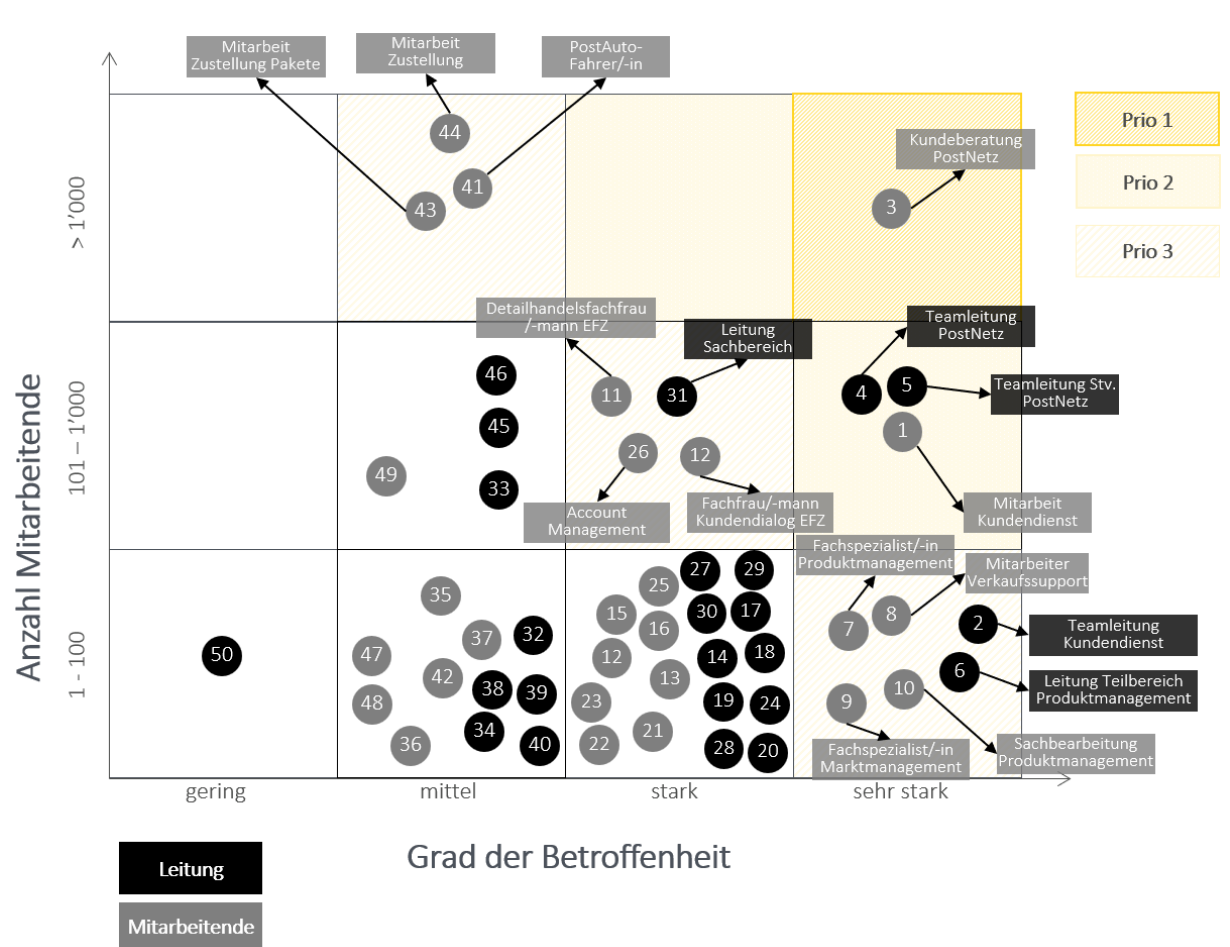 Mitarbeit
Zustellung Pakete
Mitarbeit
Zustellung
PostAuto-
Fahrer/-in
44
41
43
Kundeberatung
PostNetz
3
Prio 1
Prio 2
Prio 3
> 1’000
101 – 1’000
1 - 100
Anzahl Mitarbeitende
Detailhandelsfachfrau
/-mann EFZ
Leitung
Sachbereich
Teamleitung
PostNetz
46
11
31
4
5
Teamleitung Stv.
PostNetz
45
1
26
12
49
33
Account
Management
Fachfrau/-mann
Kundendialog EFZ
Mitarbeit
Kundendienst
Fachspezialist/-in
Produktmanagement
Mitarbeiter
Verkaufssupport
27
29
25
35
15
30
17
8
2
Teamleitung
Kundendienst
16
7
37
32
50
47
12
14
18
6
Leitung Teilbereich
Produktmanagement
42
13
38
39
10
48
23
19
24
9
34
21
36
40
22
28
20
Fachspezialist/-in
Marktmanagement
Sachbearbeitung
Produktmanagement
gering
mittel
stark
sehr stark
Grad der Betroffenheit
Leitung
Mitarbeitende